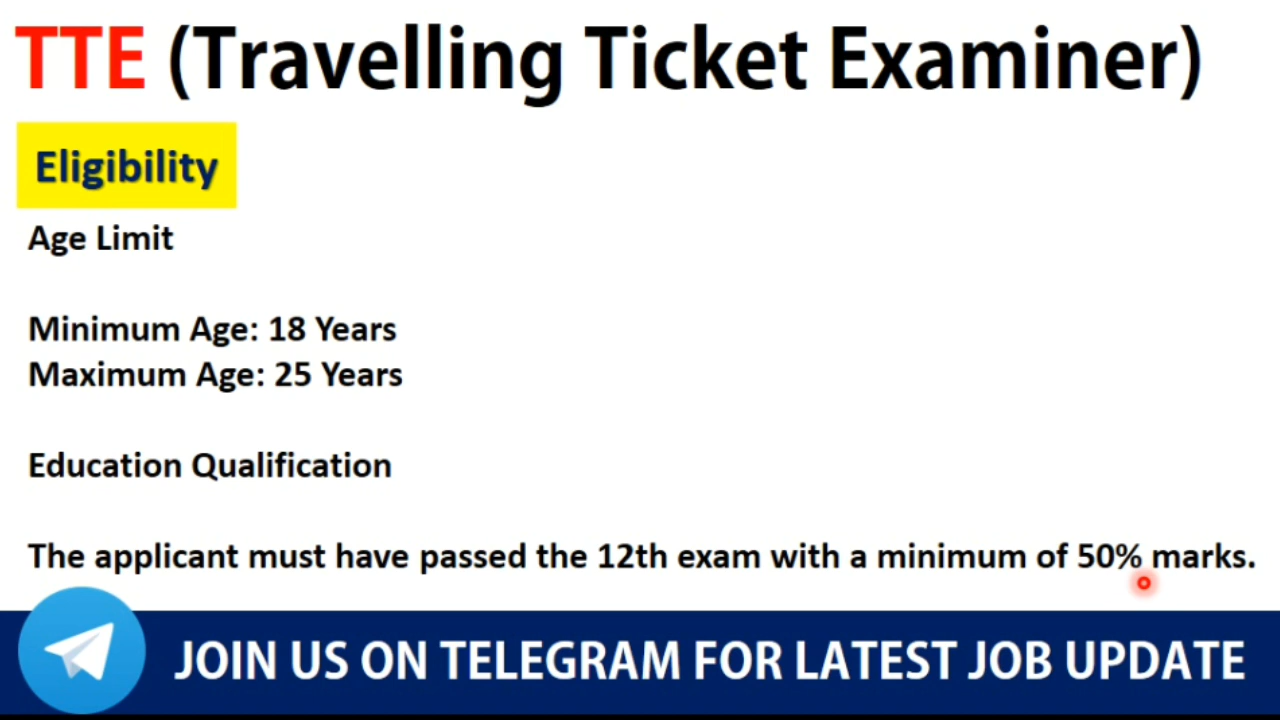 TTE (Travelling Ticket Examiner)
Eligibility
Age Limit
Minimum Age: 18 Years
Maximum Age: 25 Years
Education Qualification
The applicant must have passed the 12th exam with a minimum of 50% marks.
JOIN US ON TELEGRAM FOR LATEST JOB UPDATE